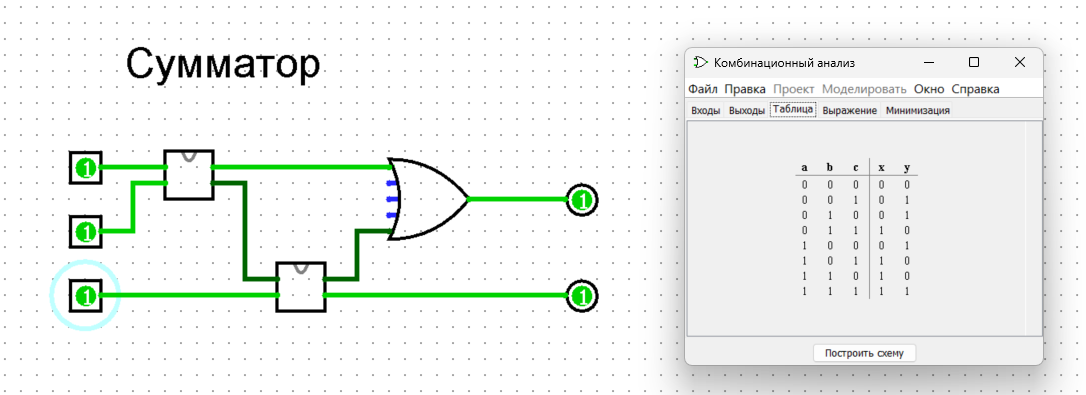 Сумматор
1
1
1
1
1
Комбинационный анализ
Файл Правка Проект Моделировать Окно Справка
Входы Выходы Таблица Выражение Минимизация
a b c x y
0 0 0 0 0
0 0 1 0 1
0 1 0 0 1
0 1 1 1 0
1 0 0 0 1
1 0 1 1 0
1 1 0 1 0
1 1 1 1 1
Построить схему